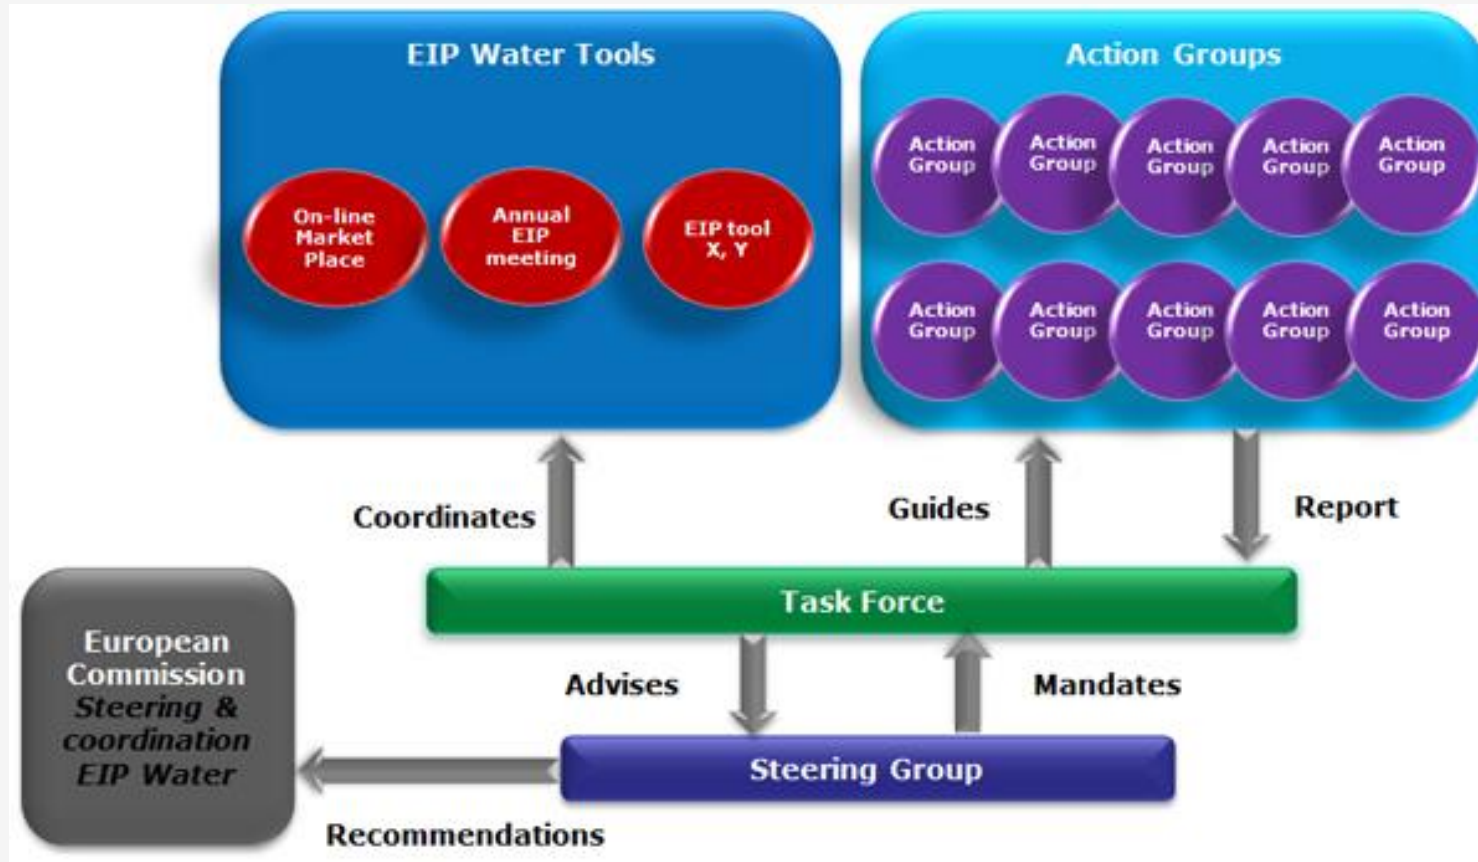 EIP Water Tools
On-line
Market
Place
Annual
EIP
meeting
EIP tool
X, Y
Action Groups
Action
Group
Action
Group
Action
Group
Action
Group
Action
Group
Action
Group
Action
Group
Action
Group
Action
Group
Action
Group
Coordinates
Guides
Report
Task Force
Advises
Mandates
European
Commission
Steering &
coordination
EIP Water
Steering Group
Recommendations